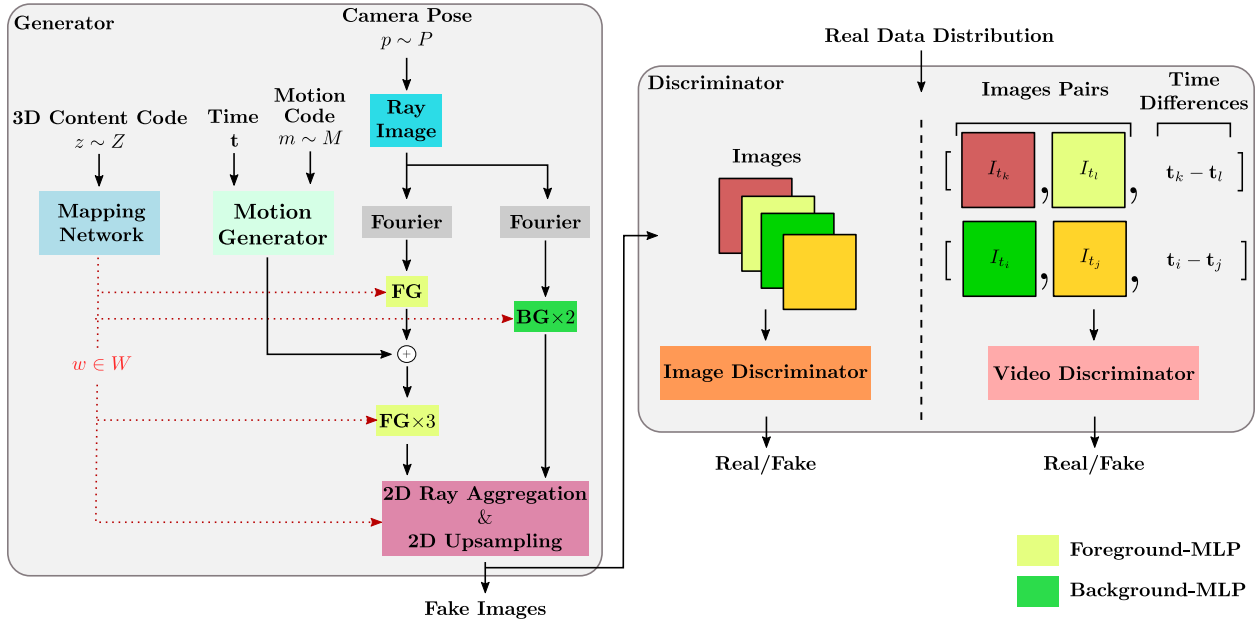 Generator
Camera Pose
p ∼ P
Ray
Image
3D Content Code
z ∼ Z
Time
t
Motion
Code
m ∼ M
Mapping
Network
Motion
Generator
Fourier
Fourier
FG
BG×2
+
w ∈ W
FG×3
2D Ray Aggregation
&
2D Upsampling
Fake Images
Real Data Distribution
Discriminator
Images
Images Pairs
Time
Differences
[ I_{t_k} , I_{t_l} , t_k − t_l ]
[ I_{t_i} , I_{t_j} , t_i − t_j ]
Image Discriminator
Video Discriminator
Real/Fake
Real/Fake
Foreground-MLP
Background-MLP